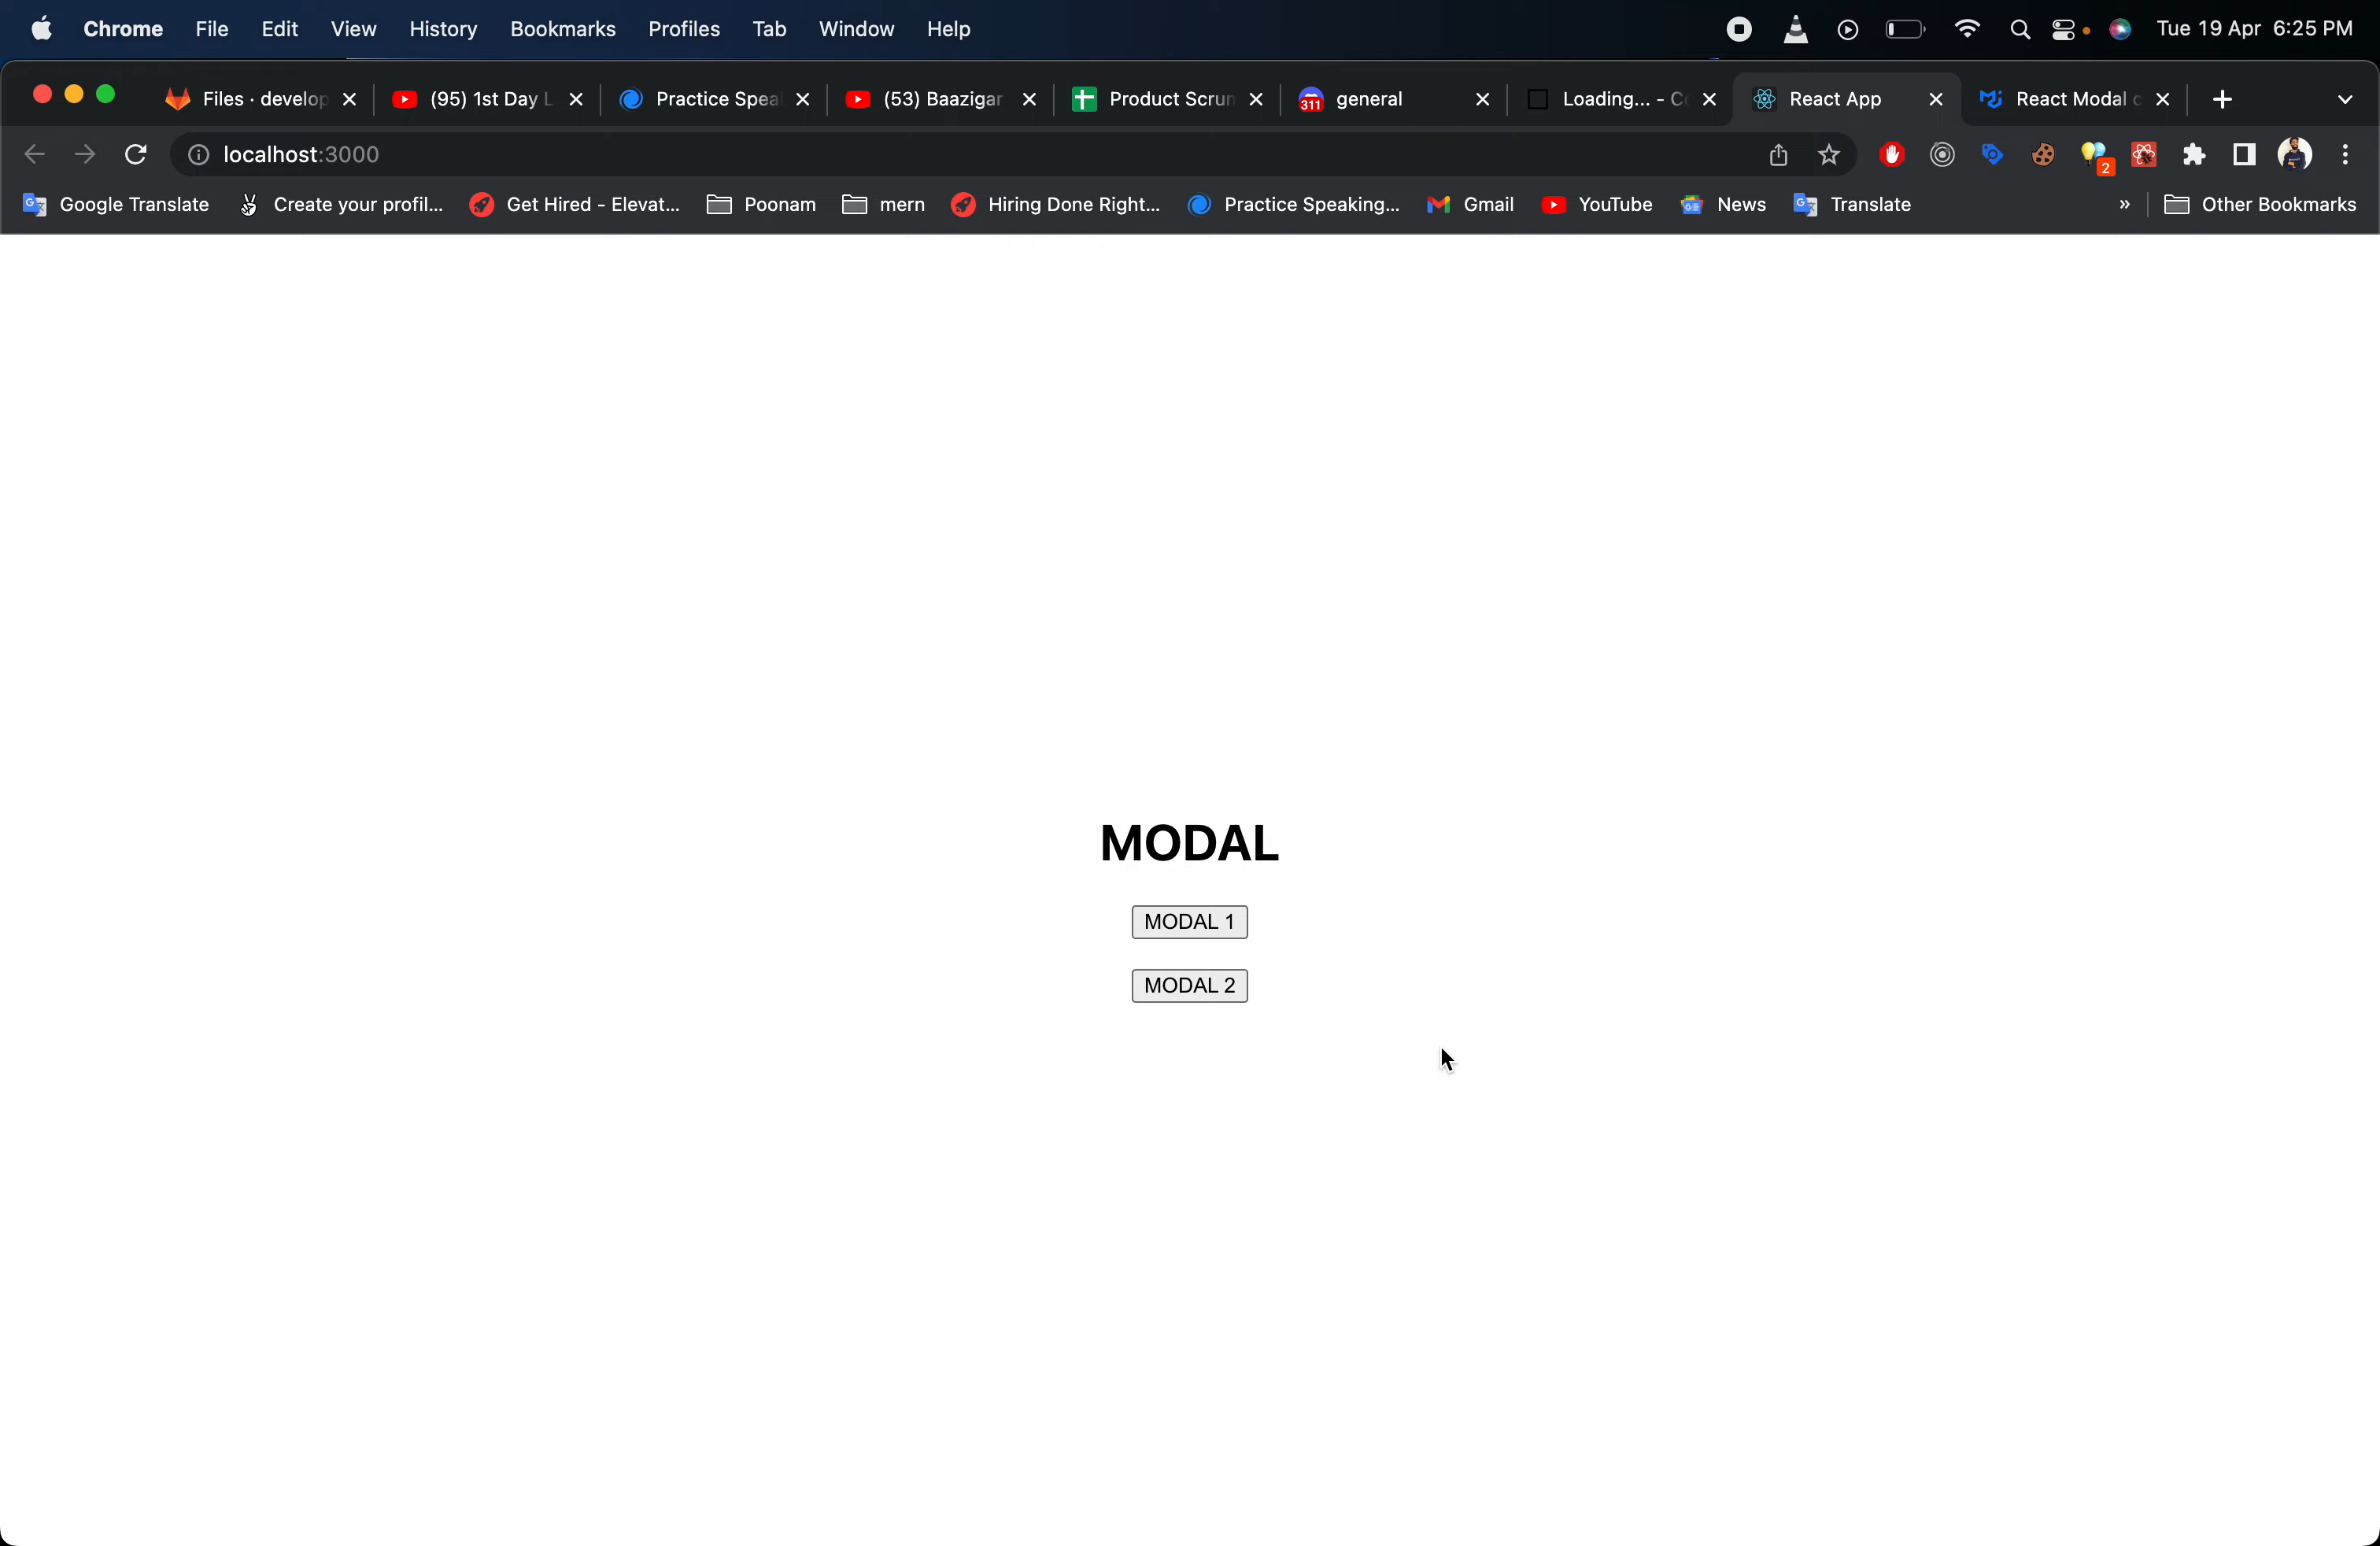 Chrome File Edit View History Bookmarks Profiles Tab Window Help Tue 19 Apr 6:25 PM
Files · develop (95) 1st Day L Practice Spea (53) Baazigar Product Scrum 311 general Loading... - C React App React Modal c
localhost:3000 2
Google Translate Create your profil... Get Hired - Elevat... Poonam mern Hiring Done Right... Practice Speaking... Gmail YouTube News Translate » Other Bookmarks
MODAL
MODAL 1
MODAL 2